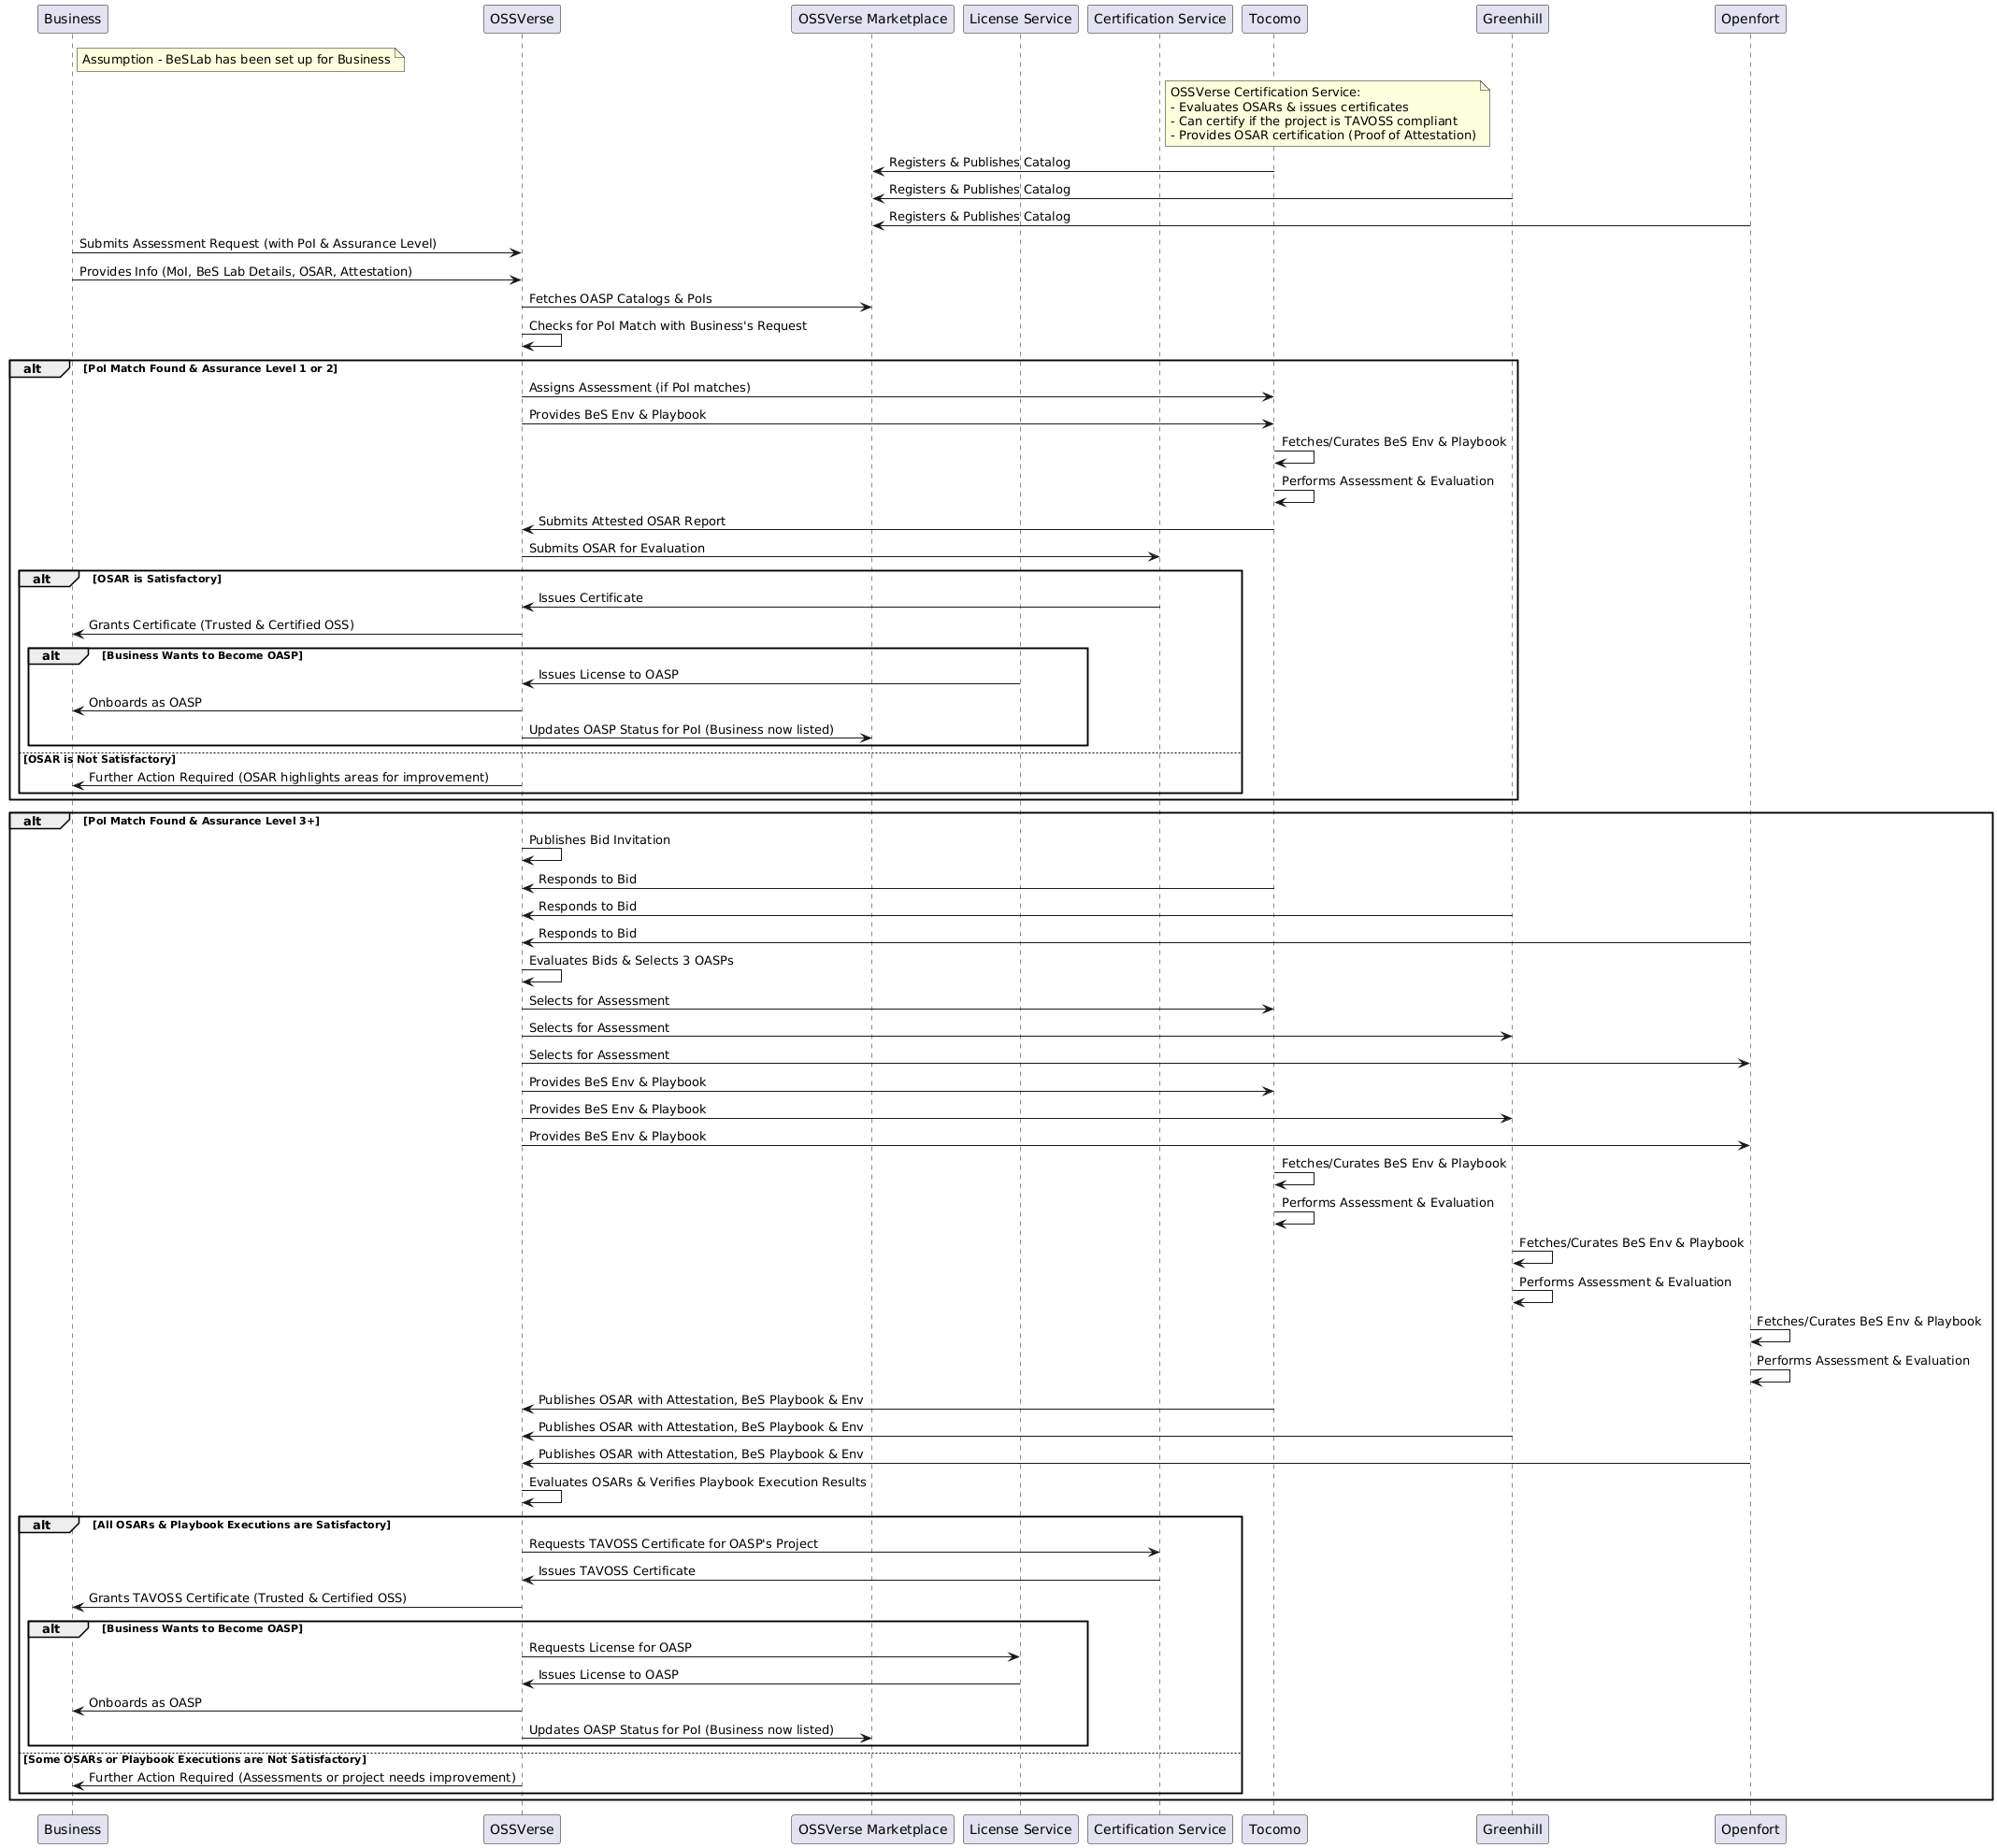 Business
OSSVerse
OSSVerse Marketplace
License Service
Certification Service
Tocomo
Greenhill
Openfort
Assumption - BeSLab has been set up for Business
OSSVerse Certification Service:
- Evaluates OSARs & issues certificates
- Can certify if the project is TAVOSS compliant
- Provides OSAR certification (Proof of Attestation)
Registers & Publishes Catalog
Registers & Publishes Catalog
Registers & Publishes Catalog
Submits Assessment Request (with PoI & Assurance Level)
Provides Info (MoI, BeS Lab Details, OSAR, Attestation)
Fetches OASP Catalogs & PoIs
Checks for PoI Match with Business's Request
alt
[PoI Match Found & Assurance Level 1 or 2]
Assigns Assessment (if PoI matches)
Provides BeS Env & Playbook
Fetches/Curates BeS Env & Playbook
Performs Assessment & Evaluation
Submits Attested OSAR Report
Submits OSAR for Evaluation
alt
[OSAR is Satisfactory]
Issues Certificate
Grants Certificate (Trusted & Certified OSS)
alt
[Business Wants to Become OASP]
Issues License to OASP
Onboards as OASP
Updates OASP Status for PoI (Business now listed)
[OSAR is Not Satisfactory]
Further Action Required (OSAR highlights areas for improvement)
alt
[PoI Match Found & Assurance Level 3+]
Publishes Bid Invitation
Responds to Bid
Responds to Bid
Responds to Bid
Evaluates Bids & Selects 3 OASPs
Selects for Assessment
Selects for Assessment
Selects for Assessment
Provides BeS Env & Playbook
Provides BeS Env & Playbook
Provides BeS Env & Playbook
Fetches/Curates BeS Env & Playbook
Performs Assessment & Evaluation
Fetches/Curates BeS Env & Playbook
Performs Assessment & Evaluation
Fetches/Curates BeS Env & Playbook
Performs Assessment & Evaluation
Publishes OSAR with Attestation, BeS Playbook & Env
Publishes OSAR with Attestation, BeS Playbook & Env
Publishes OSAR with Attestation, BeS Playbook & Env
Evaluates OSARs & Verifies Playbook Execution Results
alt
[All OSARs & Playbook Executions are Satisfactory]
Requests TAVOSS Certificate for OASP's Project
Issues TAVOSS Certificate
Grants TAVOSS Certificate (Trusted & Certified OSS)
alt
[Business Wants to Become OASP]
Requests License for OASP
Issues License to OASP
Onboards as OASP
Updates OASP Status for PoI (Business now listed)
[Some OSARs or Playbook Executions are Not Satisfactory]
Further Action Required (Assessments or project needs improvement)
Business
OSSVerse
OSSVerse Marketplace
License Service
Certification Service
Tocomo
Greenhill
Openfort